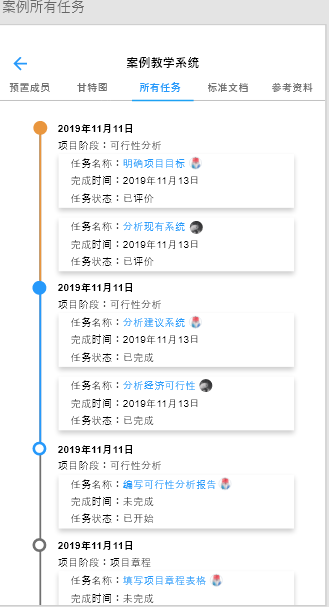 案例所有任务
案例教学系统
预置成员 甘特图 所有任务 标准文档 参考资料
2019年11月11日
项目阶段：可行性分析
任务名称：明确项目目标
完成时间：2019年11月13日
任务状态：已评价
任务名称：分析现有系统
完成时间：2019年11月13日
任务状态：已评价
2019年11月11日
项目阶段：可行性分析
任务名称：分析建议系统
完成时间：2019年11月13日
任务状态：已完成
任务名称：分析经济可行性
完成时间：2019年11月13日
任务状态：已完成
2019年11月11日
项目阶段：可行性分析
任务名称：编写可行性分析报告
完成时间：未完成
任务状态：已开始
2019年11月11日
项目阶段：项目章程
任务名称：填写项目章程表格
完成时间：未完成